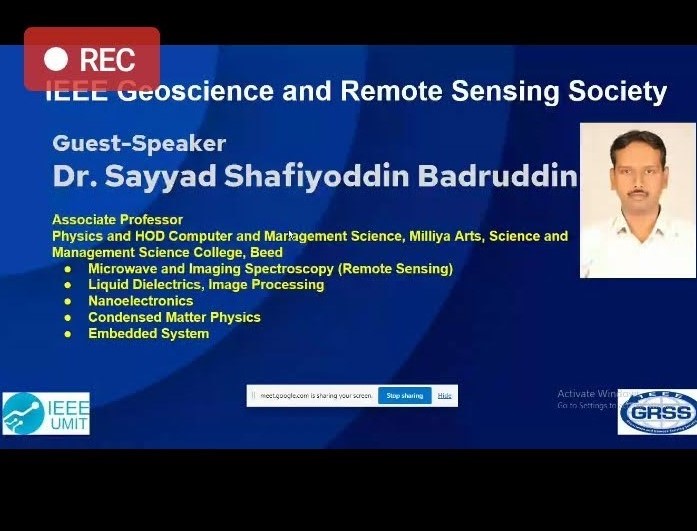 REC
IEEE Geoscience and Remote Sensing Society
Guest-Speaker
Dr. Sayyad Shafiyoddin Badruddin
Associate Professor
Physics and HOD Computer and Management Science, Milliya Arts, Science and
Management Science College, Beed
• Microwave and Imaging Spectroscopy (Remote Sensing)
• Liquid Dielectrics, Image Processing
• Nanoelectronics
• Condensed Matter Physics
• Embedded System
meet.google.com is sharing your screen. Stop sharing Hide
Activate
Go to Settings to
IEEE
UMIT
IEEE
GRSS